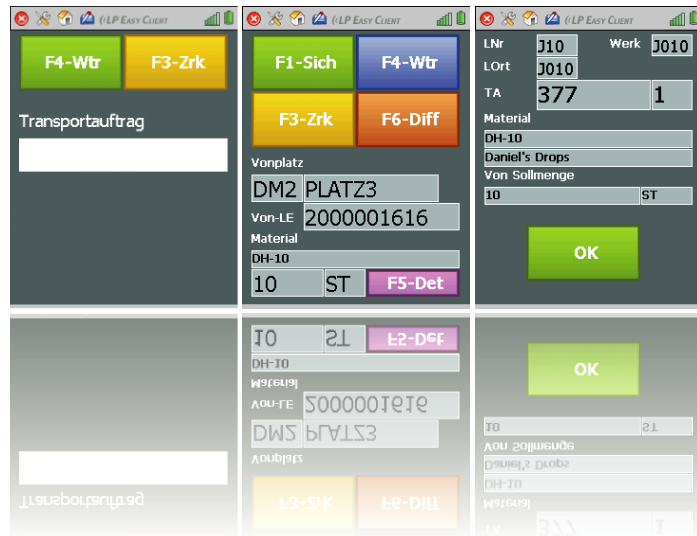 (LP EASY CLIENT
F4-Wtr F3-Zrk
Transportauftrag
(LP EASY CLIENT
F1-Sich F4-Wtr
F3-Zrk F6-Diff
Vonplatz
DM2 PLATZ3
Von-LE 2000001616
Material
DH-10
10 ST F5-Det
(LP EASY CLIENT
LNr J10 Werk J010
LOrt J010
TA 377 1
Material
DH-10
Daniel's Drops
Von Sollmenge
10 ST
OK